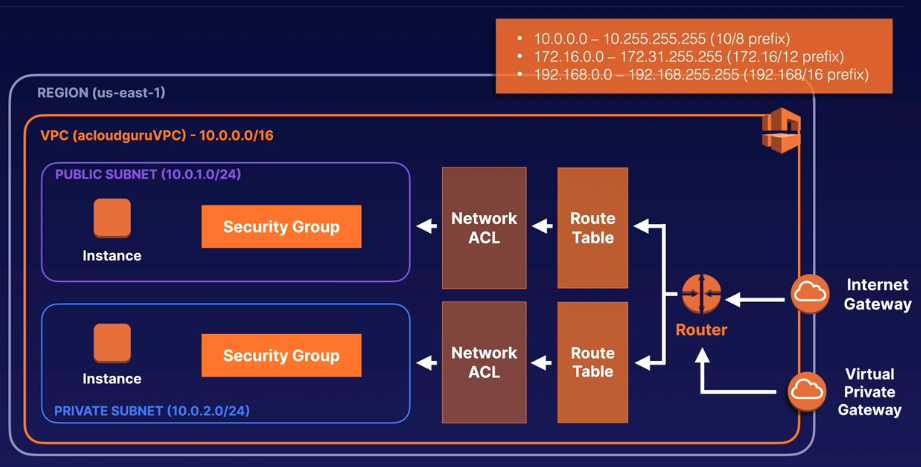 • 10.0.0.0 – 10.255.255.255 (10/8 prefix)
• 172.16.0.0 – 172.31.255.255 (172.16/12 prefix)
• 192.168.0.0 – 192.168.255.255 (192.168/16 prefix)
REGION (us-east-1)
VPC (acloudguruVPC) - 10.0.0.0/16
PUBLIC SUBNET (10.0.1.0/24)
Instance
Security Group
Network
ACL
Route
Table
Router
Internet
Gateway
Instance
Security Group
PRIVATE SUBNET (10.0.2.0/24)
Network
ACL
Route
Table
Virtual
Private
Gateway